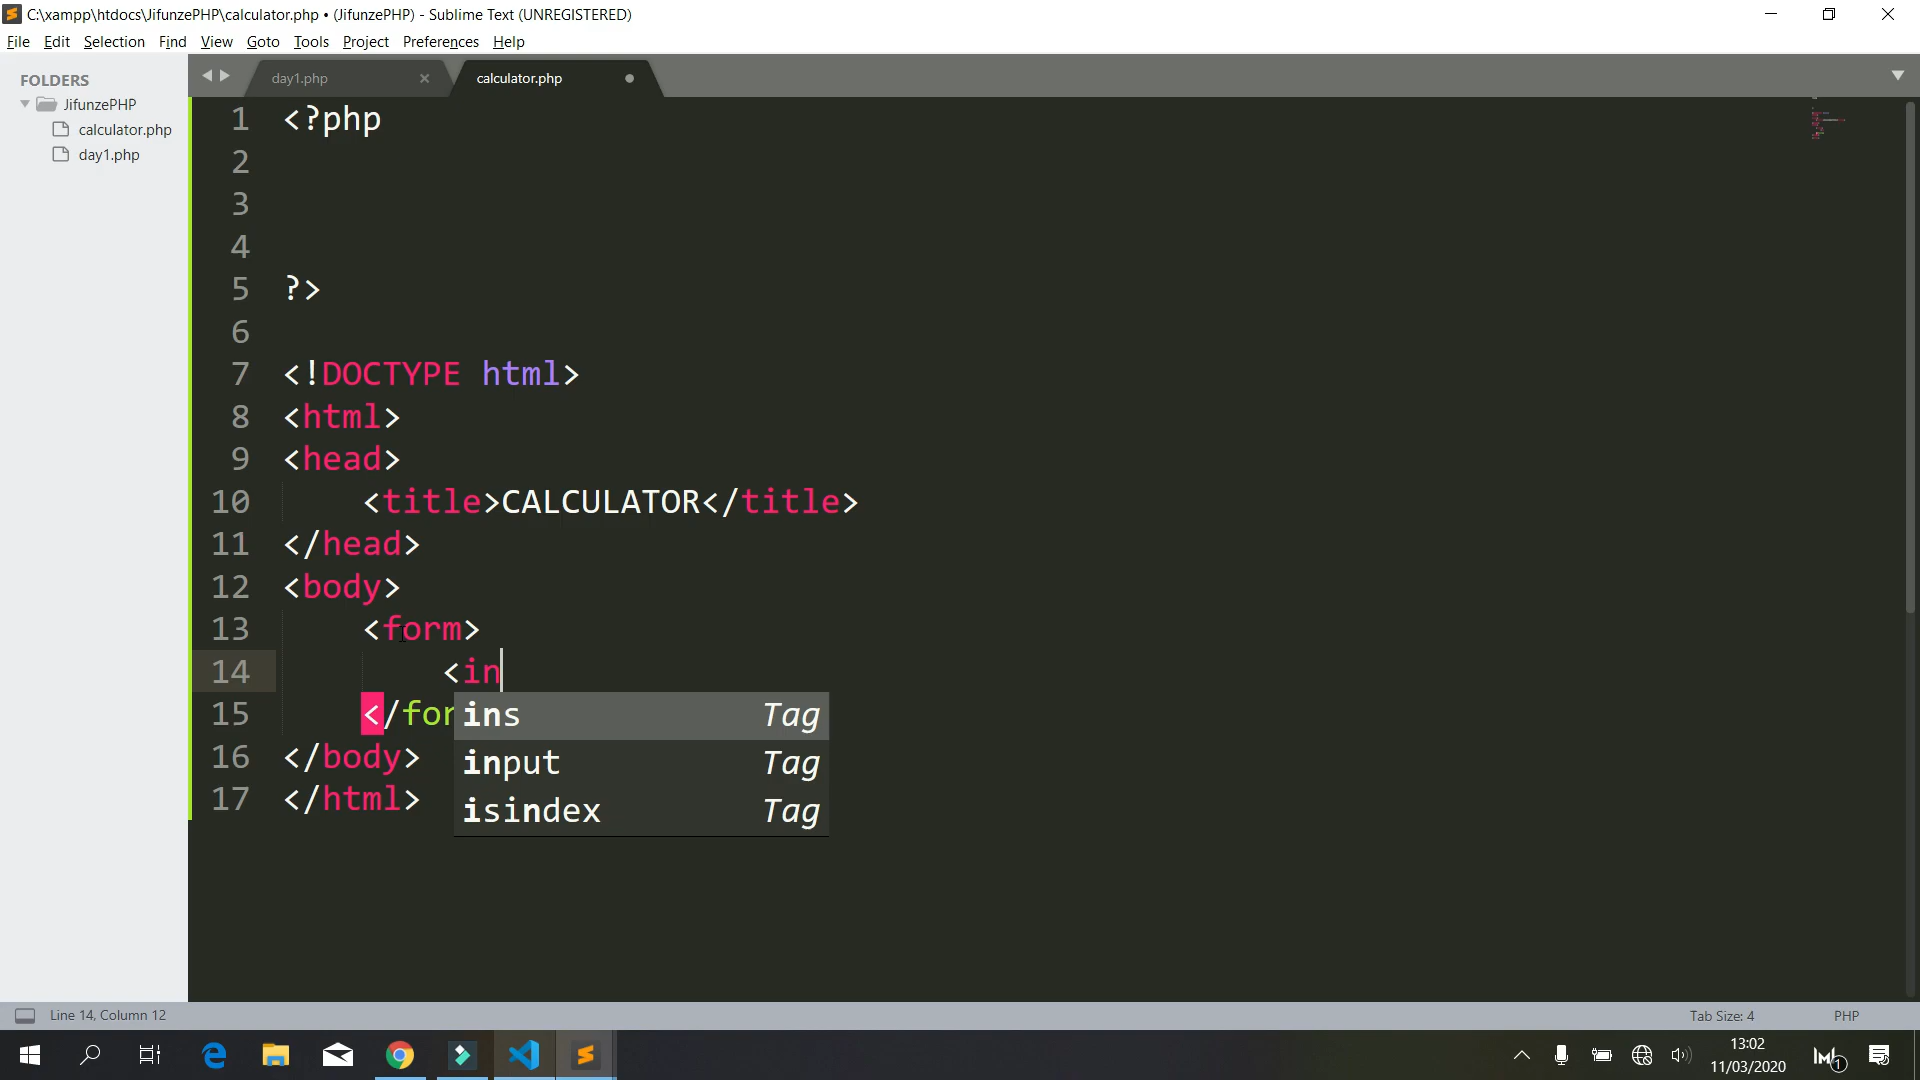 C:\xampp\htdocs\JifunzePHP\calculator.php • (JifunzePHP) - Sublime Text (UNREGISTERED)
File Edit Selection Find View Goto Tools Project Preferences Help
FOLDERS
JifunzePHP
calculator.php
day1.php
day1.php ×
calculator.php
1 <?php
2
3
4
5 ?>
6
7 <!DOCTYPE html>
8 <html>
9 <head>
10 <title>CALCULATOR</title>
11 </head>
12 <body>
13 <form>
14 <in
15 </for
16 </body>
17 </html>
ins Tag
input Tag
isindex Tag
Line 14, Column 12
Tab Size: 4
PHP
13:02
11/03/2020
1